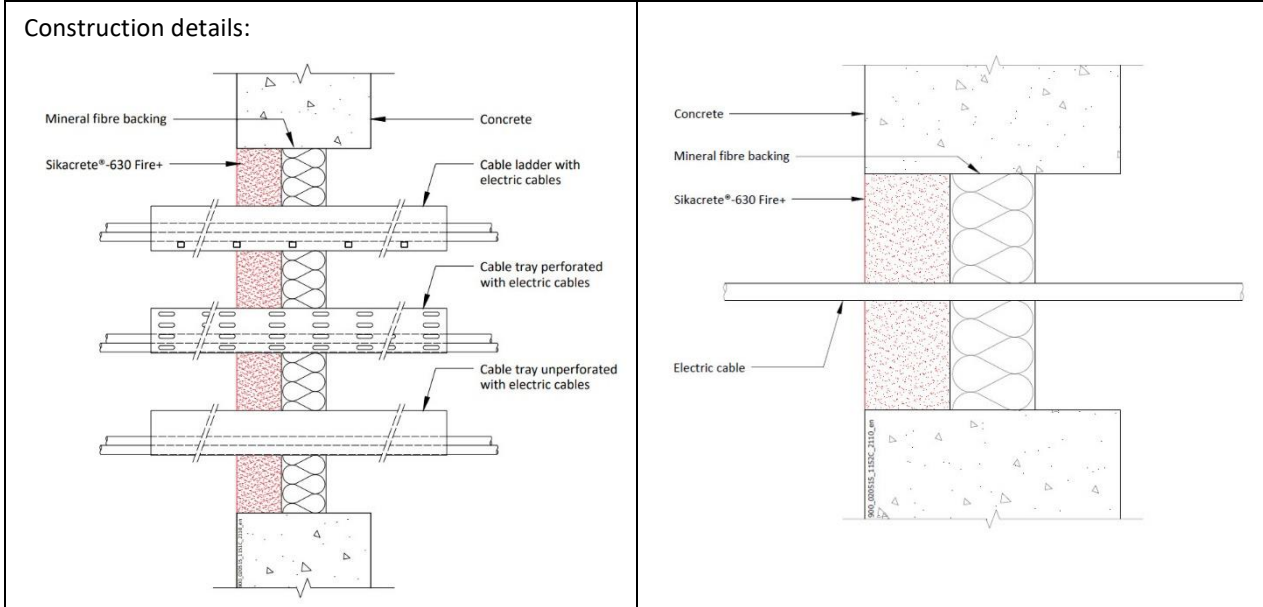 Construction details:
Mineral fibre backing
Concrete
Sikacrete®-630 Fire+
Cable ladder with
electric cables
Cable tray perforated
with electric cables
Cable tray unperforated
with electric cables
Concrete
Mineral fibre backing
Sikacrete®-630 Fire+
Electric cable
900_020515_1152C_2110_en